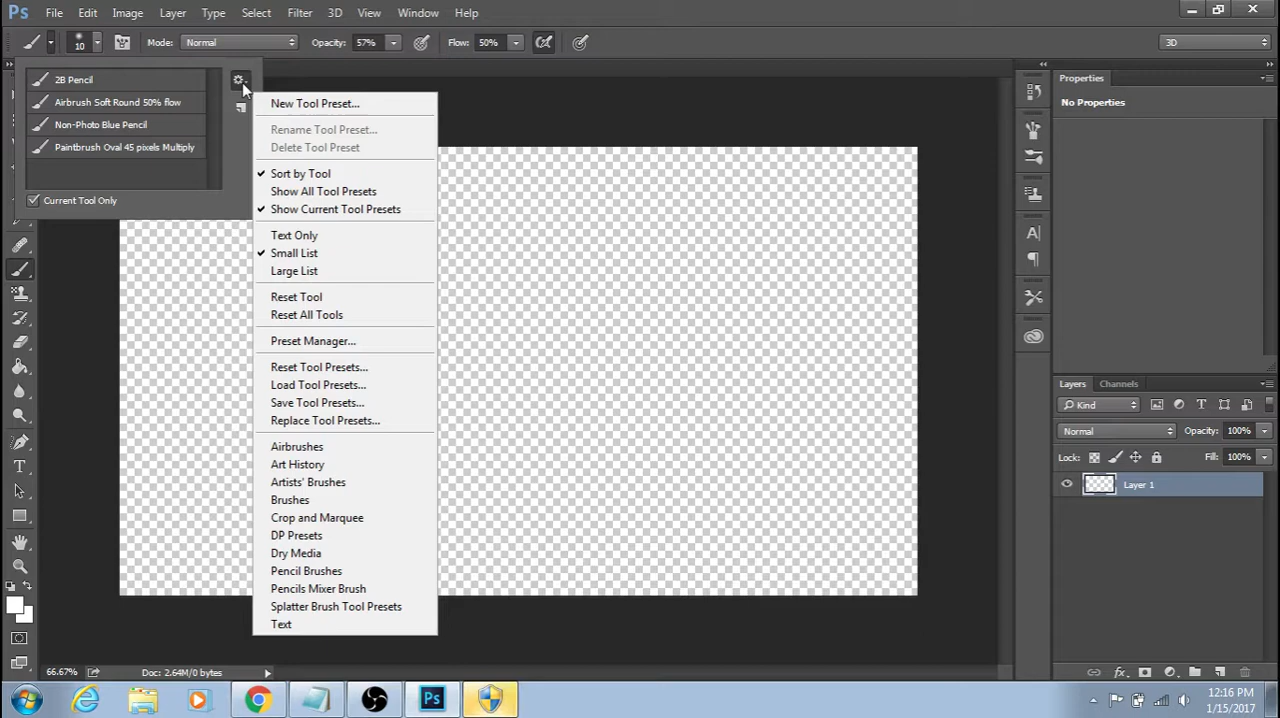 Ps File Edit Image Layer Type Select Filter 3D View Window Help
10 Mode: Normal Opacity: 57% Flow: 50% 3D
2B Pencil
Airbrush Soft Round 50% flow
Non-Photo Blue Pencil
Paintbrush Oval 45 pixels Multiply
Current Tool Only
New Tool Preset...
Rename Tool Preset...
Delete Tool Preset
Sort by Tool
Show All Tool Presets
Show Current Tool Presets
Text Only
Small List
Large List
Reset Tool
Reset All Tools
Preset Manager...
Reset Tool Presets...
Load Tool Presets...
Save Tool Presets...
Replace Tool Presets...
Airbrushes
Art History
Artists' Brushes
Brushes
Crop and Marquee
DP Presets
Dry Media
Pencil Brushes
Pencils Mixer Brush
Splatter Brush Tool Presets
Text
Properties
No Properties
Layers Channels
Kind
Normal Opacity: 100%
Lock: Fill: 100%
Layer 1
66.67% Doc: 2.64M/0 bytes
Ps
12:16 PM
1/15/2017